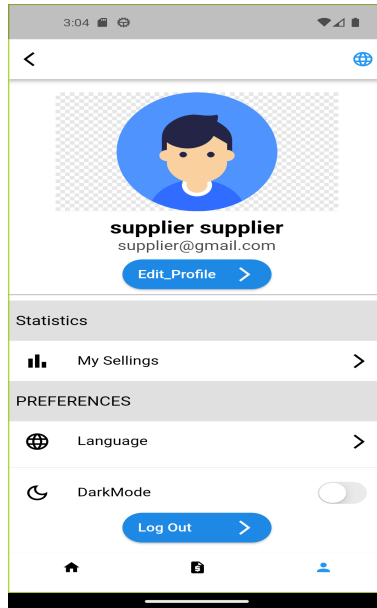 3:04
supplier supplier
supplier@gmail.com
Edit_Profile
Statistics
My Sellings
PREFERENCES
Language
DarkMode
Log Out